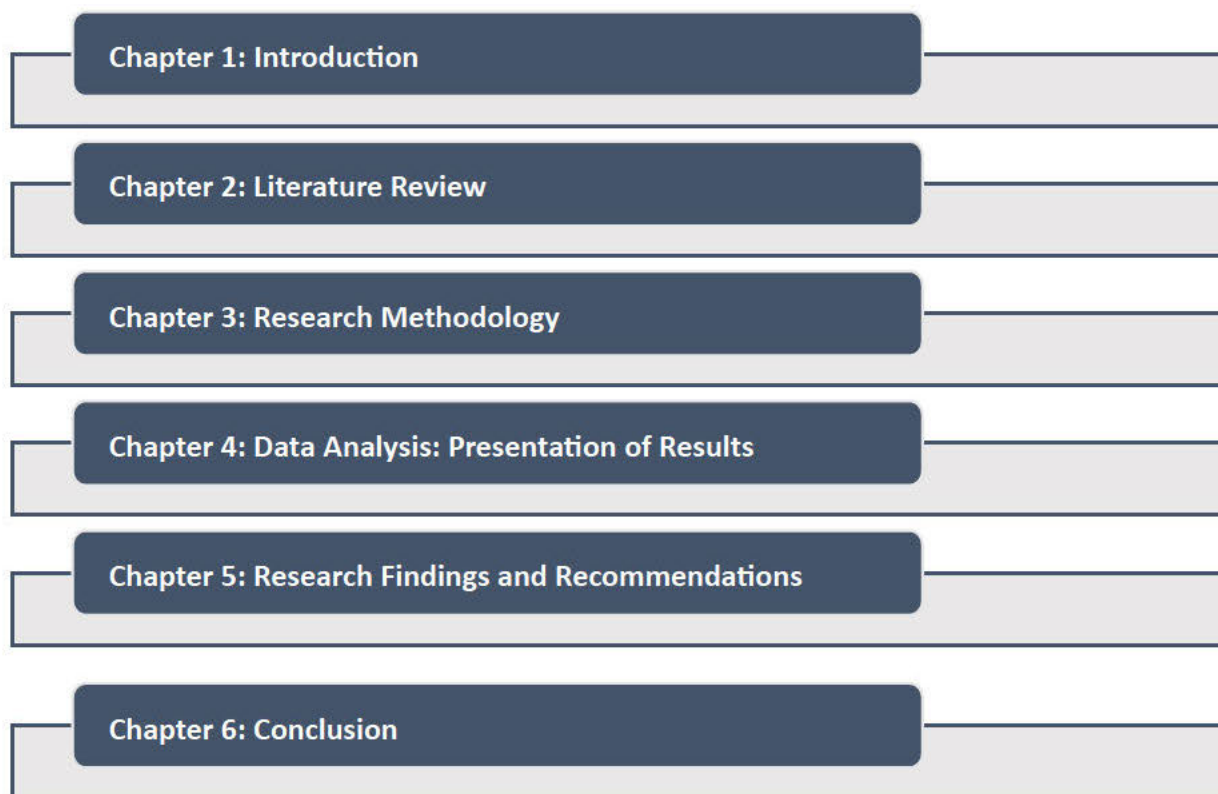 Chapter 1: Introduction
Chapter 2: Literature Review
Chapter 3: Research Methodology
Chapter 4: Data Analysis: Presentation of Results
Chapter 5: Research Findings and Recommendations
Chapter 6: Conclusion